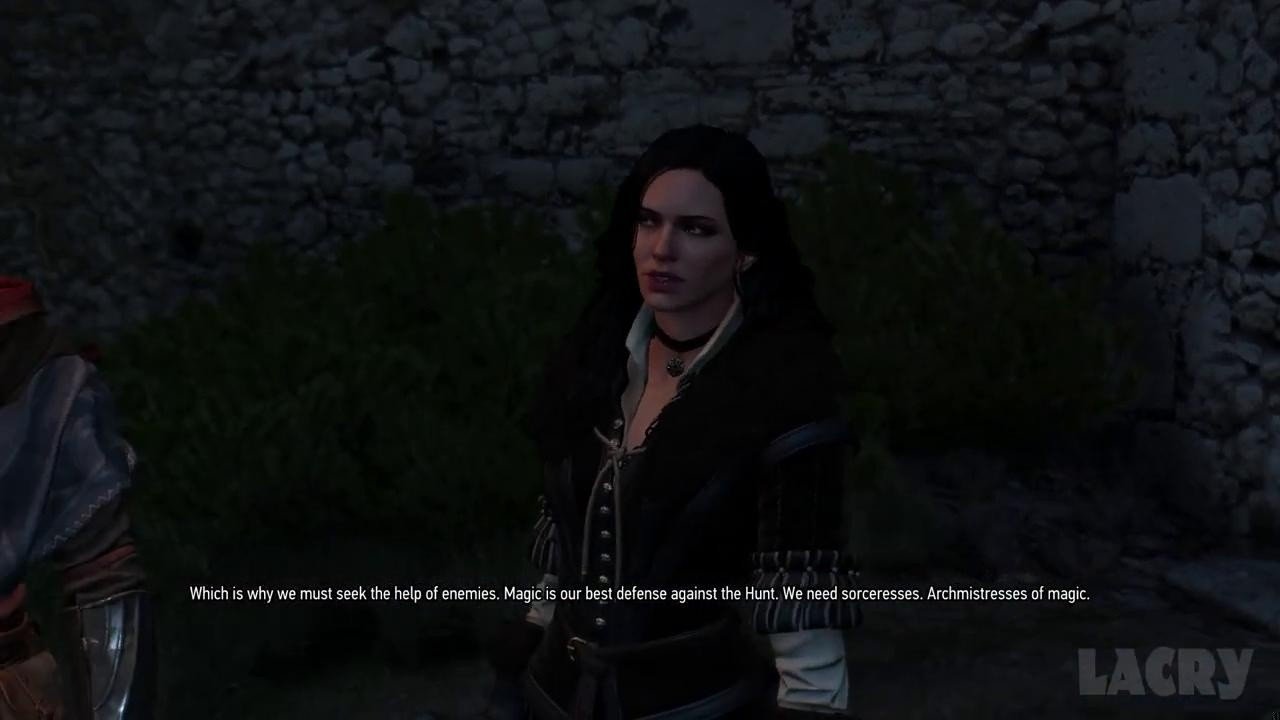 Which is why we must seek the help of enemies. Magic is our best defense against the Hunt. We need sorceresses. Archmistresses of magic.
LACRY